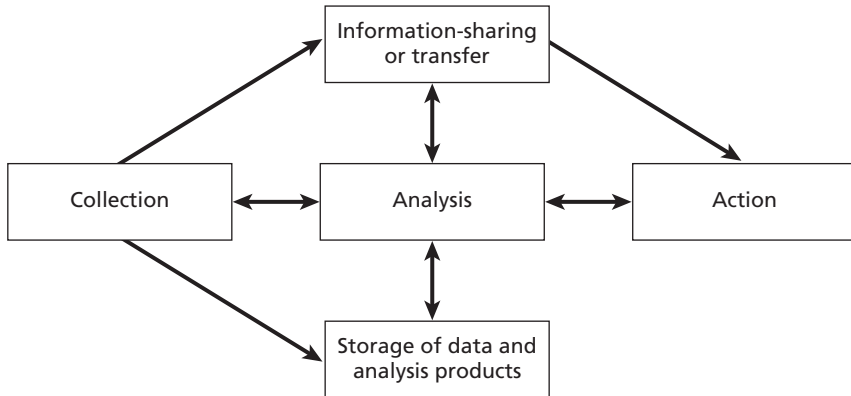 Information-sharing
or transfer
Collection
Analysis
Action
Storage of data and
analysis products